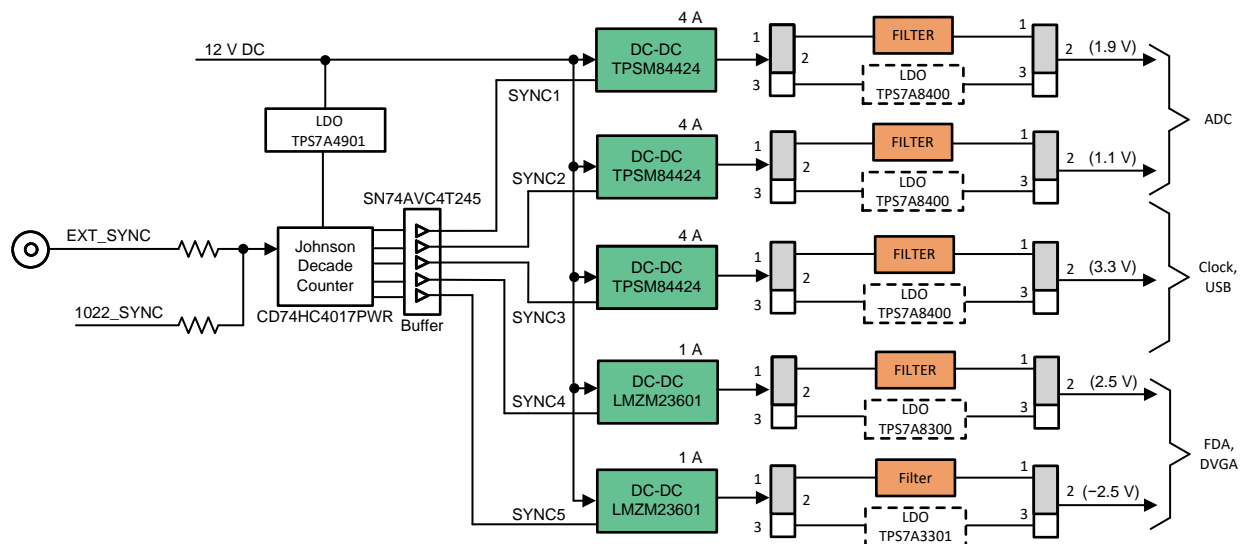 12 V DC
LDO
TPS7A4901
EXT_SYNC
1022_SYNC
Johnson
Decade
Counter
CD74HC4017PWR
SN74AVC4T245
Buffer
SYNC1
SYNC2
SYNC3
SYNC4
SYNC5
4 A
DC-DC
TPSM84424
1
2
3
FILTER
LDO
TPS7A8400
1
3
2
(1.9 V)
4 A
DC-DC
TPSM84424
1
2
3
FILTER
LDO
TPS7A8400
1
3
2
(1.1 V)
ADC
4 A
DC-DC
TPSM84424
1
2
3
FILTER
LDO
TPS7A8400
1
3
2
(3.3 V)
Clock,
USB
1 A
DC-DC
LMZM23601
1
2
3
FILTER
LDO
TPS7A8300
1
3
2
(2.5 V)
1 A
DC-DC
LMZM23601
1
2
3
Filter
LDO
TPS7A3301
1
3
2
(−2.5 V)
FDA,
DVGA